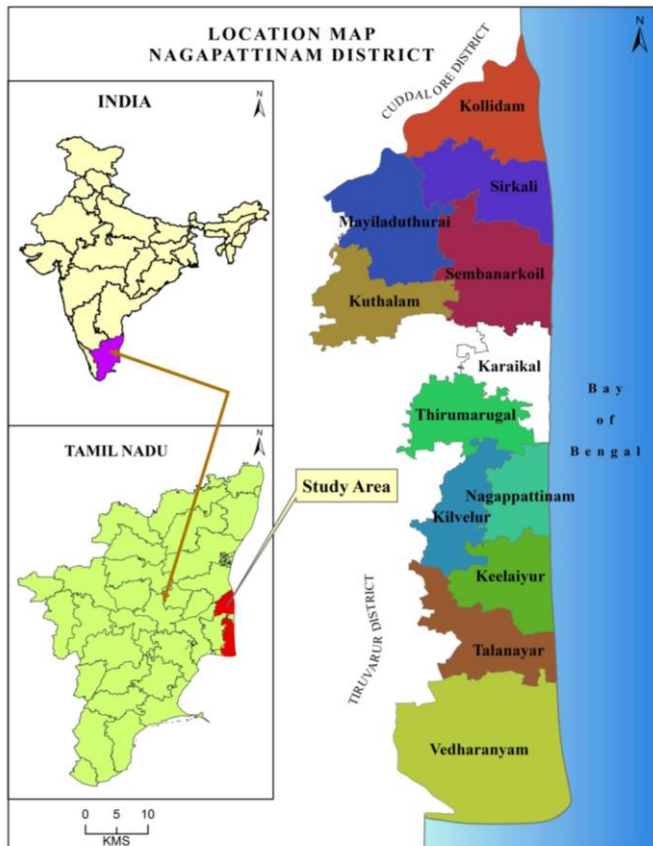 LOCATION MAP
NAGAPATTINAM DISTRICT
N
INDIA
N
TAMIL NADU
N
Study Area
0 5 10
KMS
CUDDALORE DISTRICT
Kollidam
Sirkali
Mayiladuthurai
Sembanarkoil
Kuthalam
Karaikal
Thirumarugal
Bay
of
Bengal
Nagappattinam
Kilvelur
Keelaiyur
TIRUVARUR DISTRICT
Talanayar
Vedharanyam